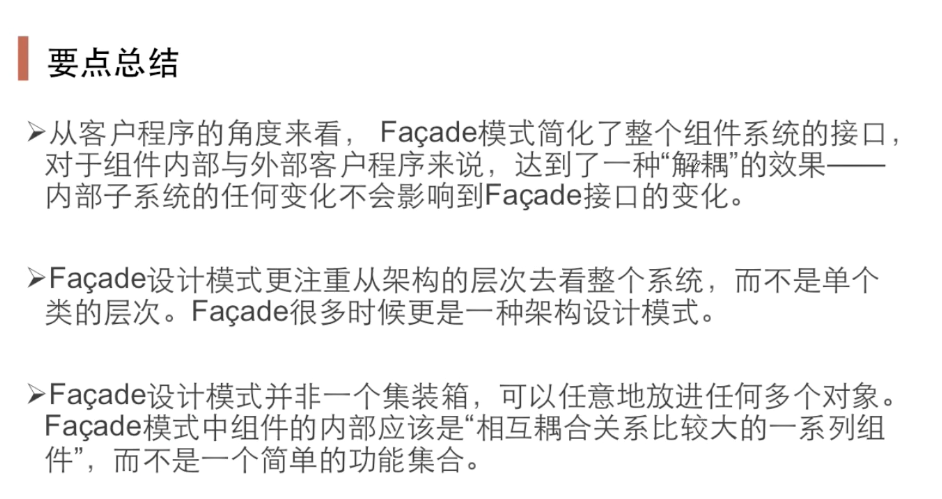 要点总结
➢从客户程序的角度来看， Façade模式简化了整个组件系统的接口，
对于组件内部与外部客户程序来说，达到了一种“解耦”的效果——
内部子系统的任何变化不会影响到Façade接口的变化。
➢Façade设计模式更注重从架构的层次去看整个系统，而不是单个
类的层次。Façade很多时候更是一种架构设计模式。
➢Façade设计模式并非一个集装箱，可以任意地放进任何多个对象。
Façade模式中组件的内部应该是“相互耦合关系比较大的一系列组
件”，而不是一个简单的功能集合。